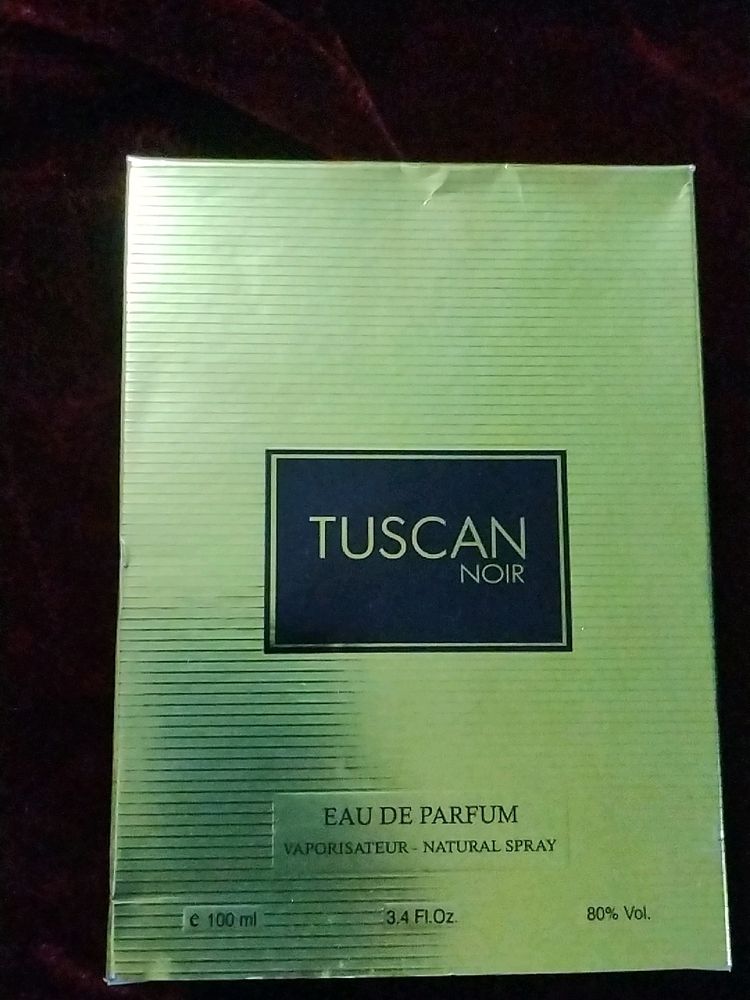 TUSCAN
NOIR
EAU DE PARFUM
VAPORISATEUR - NATURAL SPRAY
e 100 ml 3,4 Fl.Oz. 80% Vol.